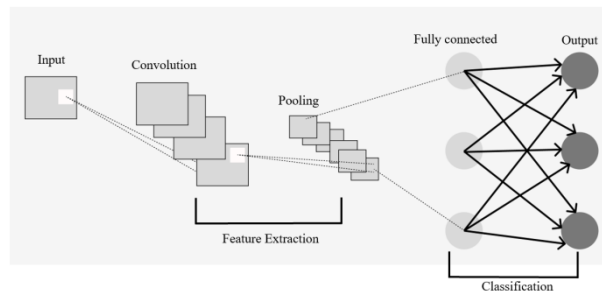 Fully connected
Output
Input
Convolution
Pooling
Feature Extraction
Classification